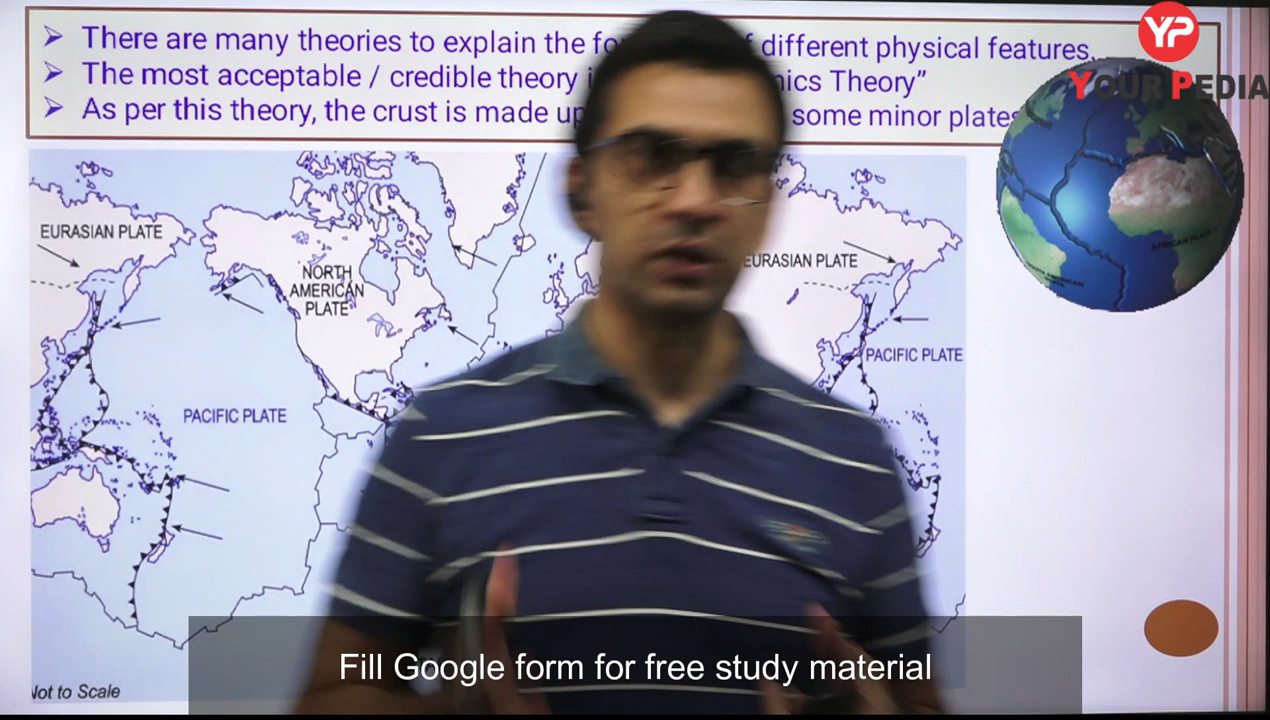 There are many theories to explain the fo of different physical features.
The most acceptable / credible theory i nics Theory”
As per this theory, the crust is made up some minor plates
YP
YOUR PEDIA
EURASIAN PLATE
NORTH
AMERICAN
PLATE
EURASIAN PLATE
PACIFIC PLATE
PACIFIC PLATE
Not to Scale
Fill Google form for free study material